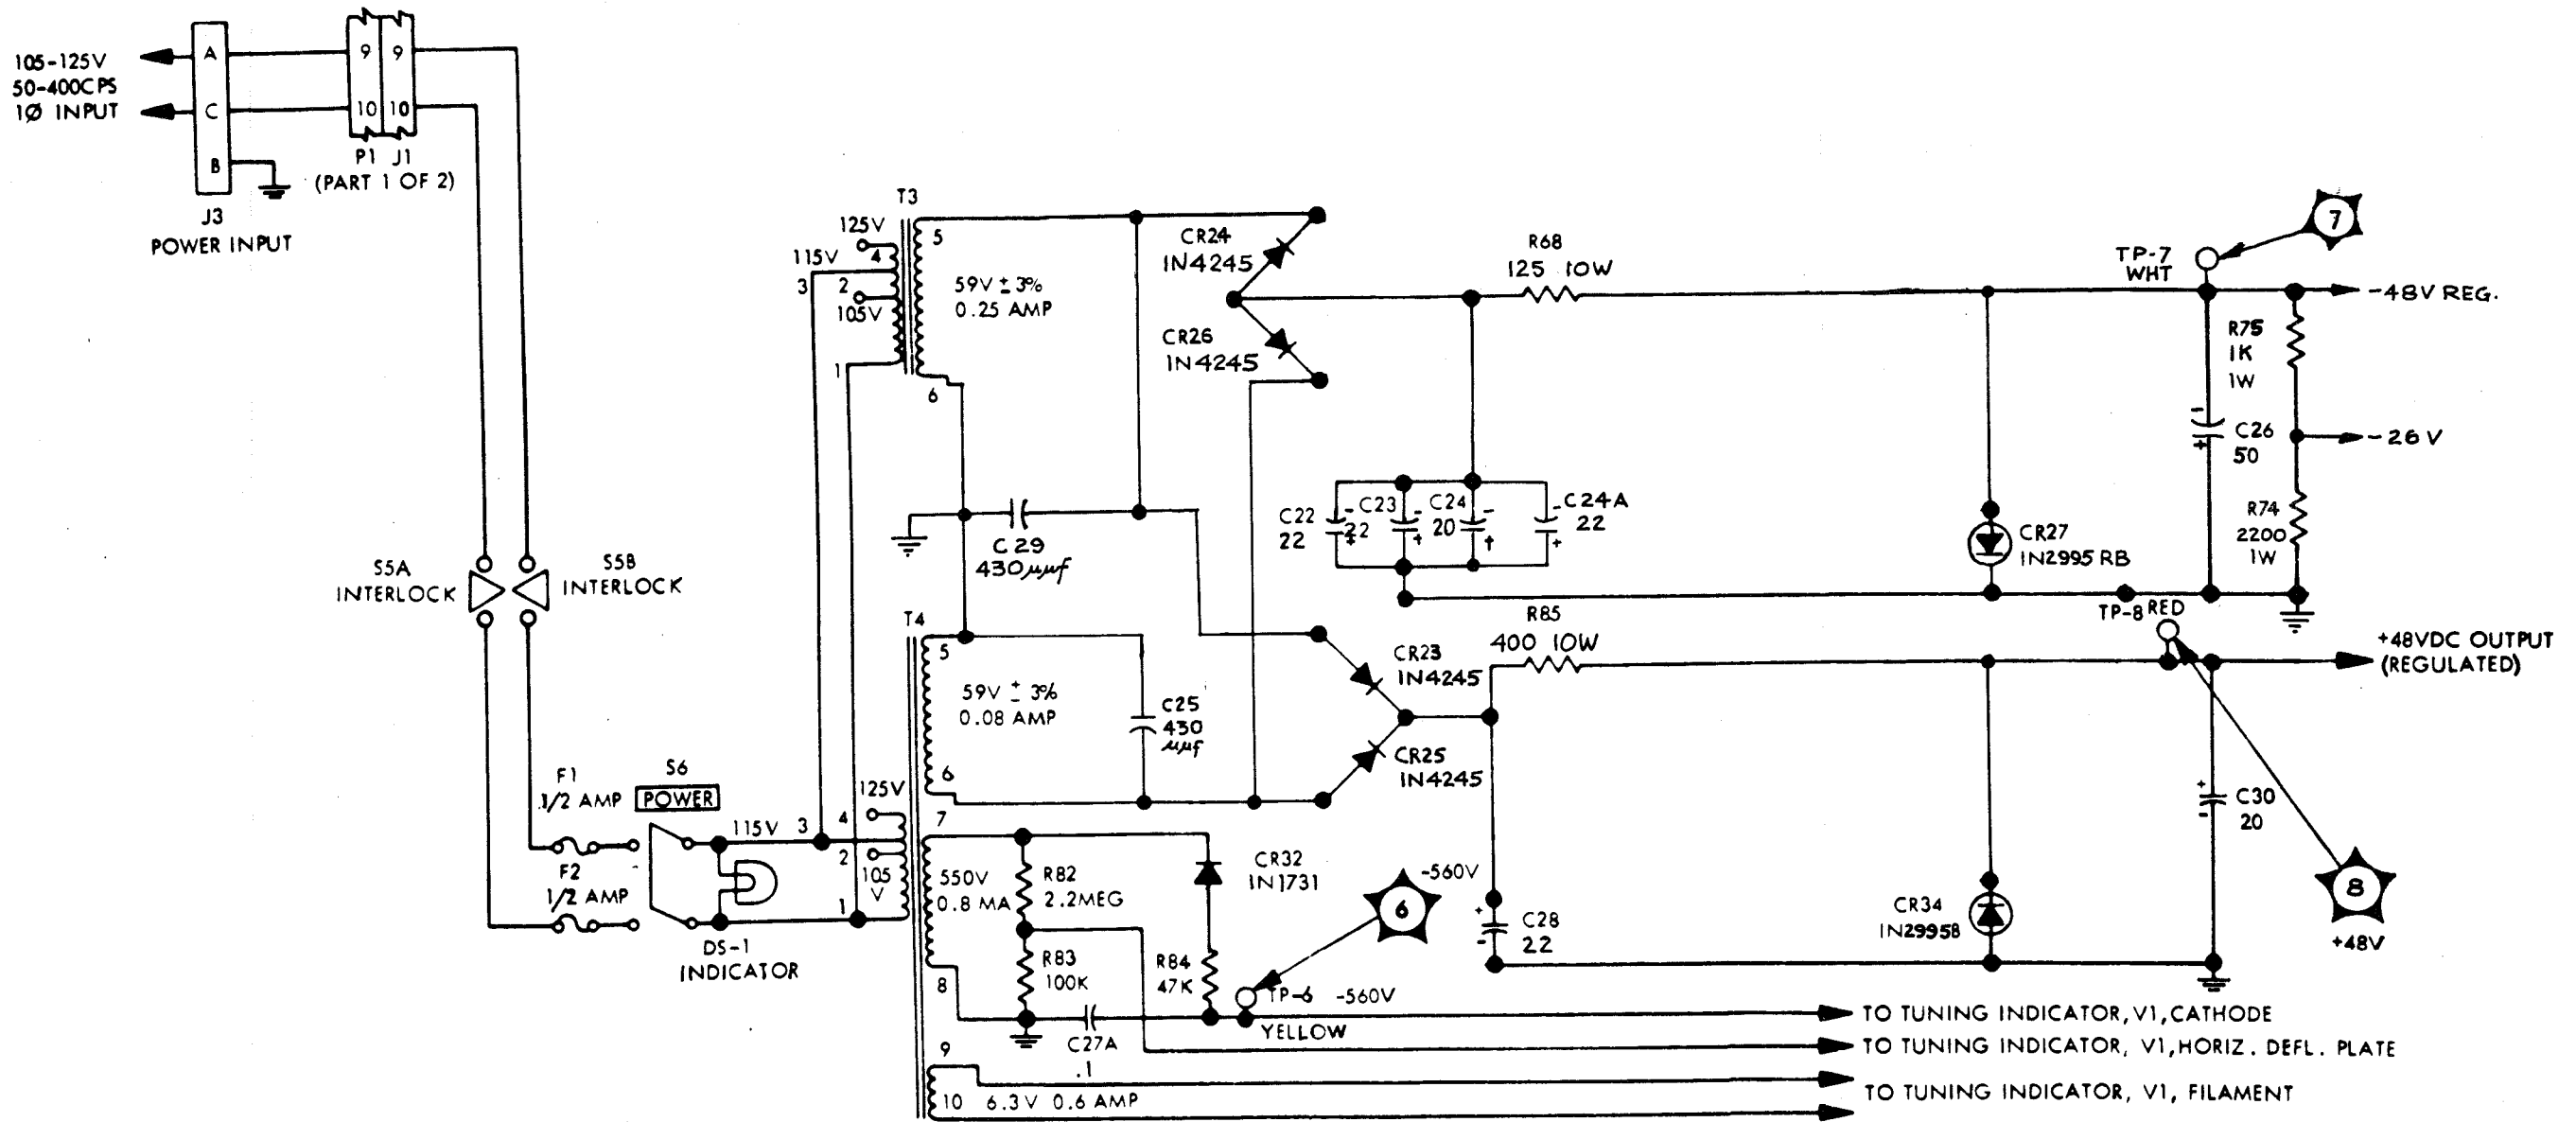 105-125V
50-400CPS
1Ø INPUT
A
C
B
J3
POWER INPUT
9 9
10 10
P1 J1
(PART 1 OF 2)
S5A
INTERLOCK
S5B
INTERLOCK
F1
1/2 AMP
F2
1/2 AMP
S6
POWER
115V
3
DS-1
INDICATOR
T3
125V
4
115V
3
2
105V
1
5
59V ± 3%
0.25 AMP
6
C29
430µµf
T4
5
59V ± 3%
0.08 AMP
6
C25
430
µµf
125V
4
2
105
V
1
7
550V
0.8 MA
8
R82
2.2MEG
R83
100K
C27A
.1
CR32
IN1731
R84
47K
TP-6 -560V
YELLOW
6
-560V
9
10 6.3V 0.6 AMP
CR24
IN4245
CR26
IN4245
R68
125 10W
C22
22
C23
22
C24
20
C24A
22
CR27
IN2995RB
TP-7
WHT
7
-48V REG.
R75
1K
1W
C26
50
-26V
R74
2200
1W
CR23
IN4245
CR25
IN4245
R85
400 10W
C28
22
CR34
IN2995B
TP-8 RED
+48VDC OUTPUT
(REGULATED)
C30
20
8
+48V
TO TUNING INDICATOR, V1, CATHODE
TO TUNING INDICATOR, V1, HORIZ. DEFL. PLATE
TO TUNING INDICATOR, V1, FILAMENT